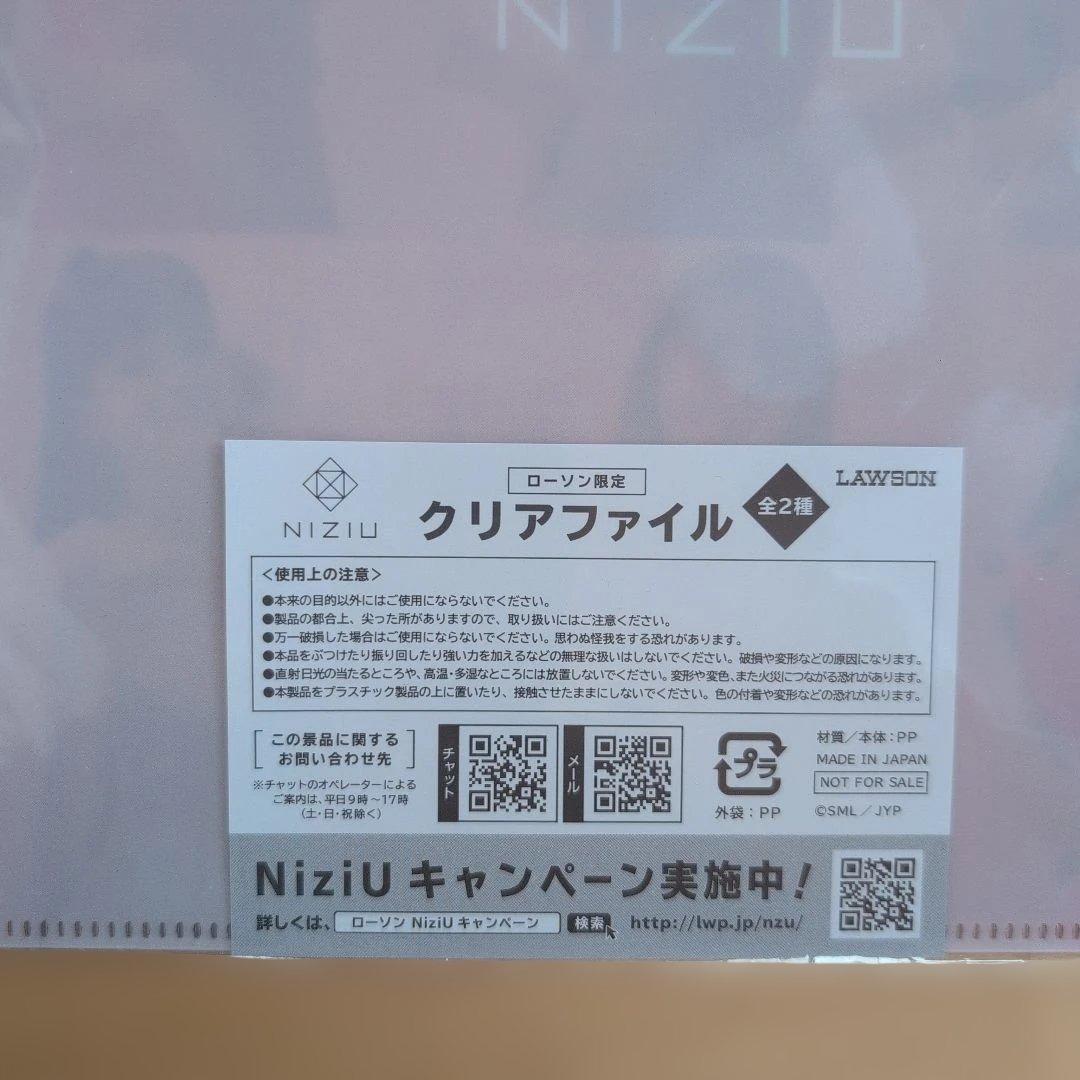 NIZIU
NIZIU
ローソン限定
クリアファイル
全2種
LAWSON
＜使用上の注意＞
●本来の目的以外にはご使用にならないでください。
●製品の都合上、尖った所がありますので、取り扱いにはご注意ください。
●万一破損した場合はご使用にならないでください。思わぬ怪我をする恐れがあります。
●本品をぶつけたり振り回したり強い力を加えるなどの無理な扱いはしないでください。破損や変形などの原因になります。
●直射日光の当たるところや、高温・多湿なところには放置しないでください。変形や変色、また火災につながる恐れがあります。
●本製品をプラスチック製品の上に置いたり、接触させたままにしないでください。色の付着や変形などの恐れがあります。
この景品に関する
お問い合わせ先
※チャットのオペレーターによる
ご案内は、平日9時～17時
（土・日・祝除く）
チャット
メール
プラ
外袋：PP
材質／本体：PP
MADE IN JAPAN
NOT FOR SALE
©SML／JYP
NiziU キャンペーン実施中！
詳しくは、 ローソン NiziU キャンペーン 検索 http://lwp.jp/nzu/